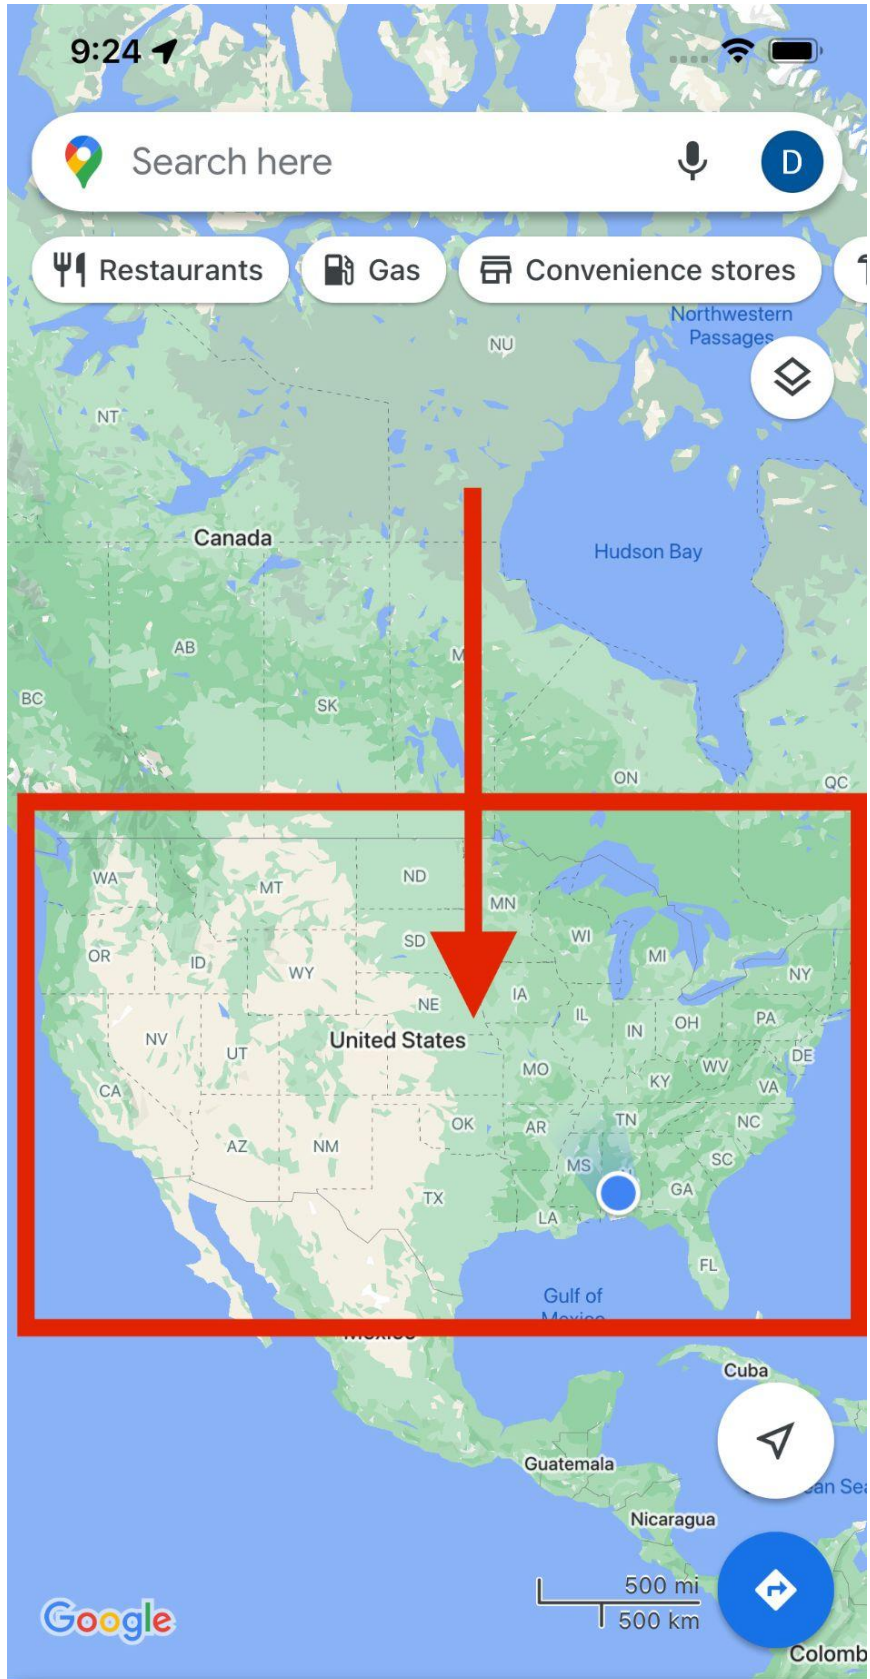 9:24
Search here
D
Restaurants
Gas
Convenience stores
Northwestern
Passages
NU
NT
Canada
Hudson Bay
AB
BC
SK
ON
QC
WA
MT
ND
MN
OR
ID
SD
WI
MI
WY
NY
NE
IA
IL
IN
OH
PA
NV
UT
United States
MO
KY
WV
DE
CA
VA
OK
AR
TN
NC
AZ
NM
MS
SC
TX
GA
LA
FL
Gulf of
Mexico
Mexico
Cuba
Guatemala
Nicaragua
500 mi
500 km
Google